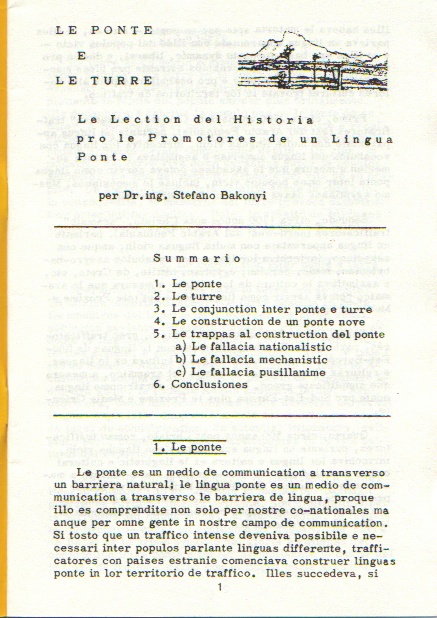 LE PONTE
E
LE TURRE
Le Lection del Historia
pro le Promotores de un Lingua
Ponte
per Dr.ing. Stefano Bakonyi
Summario
1. Le ponte
2. Le turre
3. Le conjunction inter ponte e turre
4. Le construction de un ponte nove
5. Le trappas al construction del ponte
a) Le fallacia nationalistic
b) Le fallacia mechanistic
c) Le fallacia pusillanime
6. Conclusiones
1. Le ponte
Le ponte es un medio de communication a transverso
un barriera natural; le lingua ponte es un medio de com-
munication a transverso le barriera de lingua, proque
illo es comprendite non solo per nostre co-nationales ma
anque per omne gente in nostre campo de communication.
Si tosto que un traffico intense deveniva possibile e ne-
cessari inter populos parlante linguas differente, traffi-
catores con paises estranie comenciava construer linguas
ponte in lor territorio de traffico. Illes succedeva, si
1